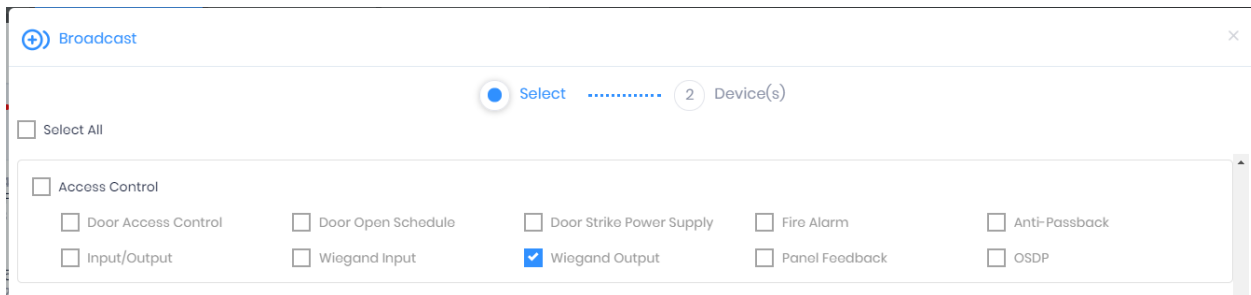 Broadcast
Select 2 Device(s)
Select All
Access Control
Door Access Control Door Open Schedule Door Strike Power Supply Fire Alarm Anti-Passback
Input/Output Wiegand Input Wiegand Output Panel Feedback OSDP